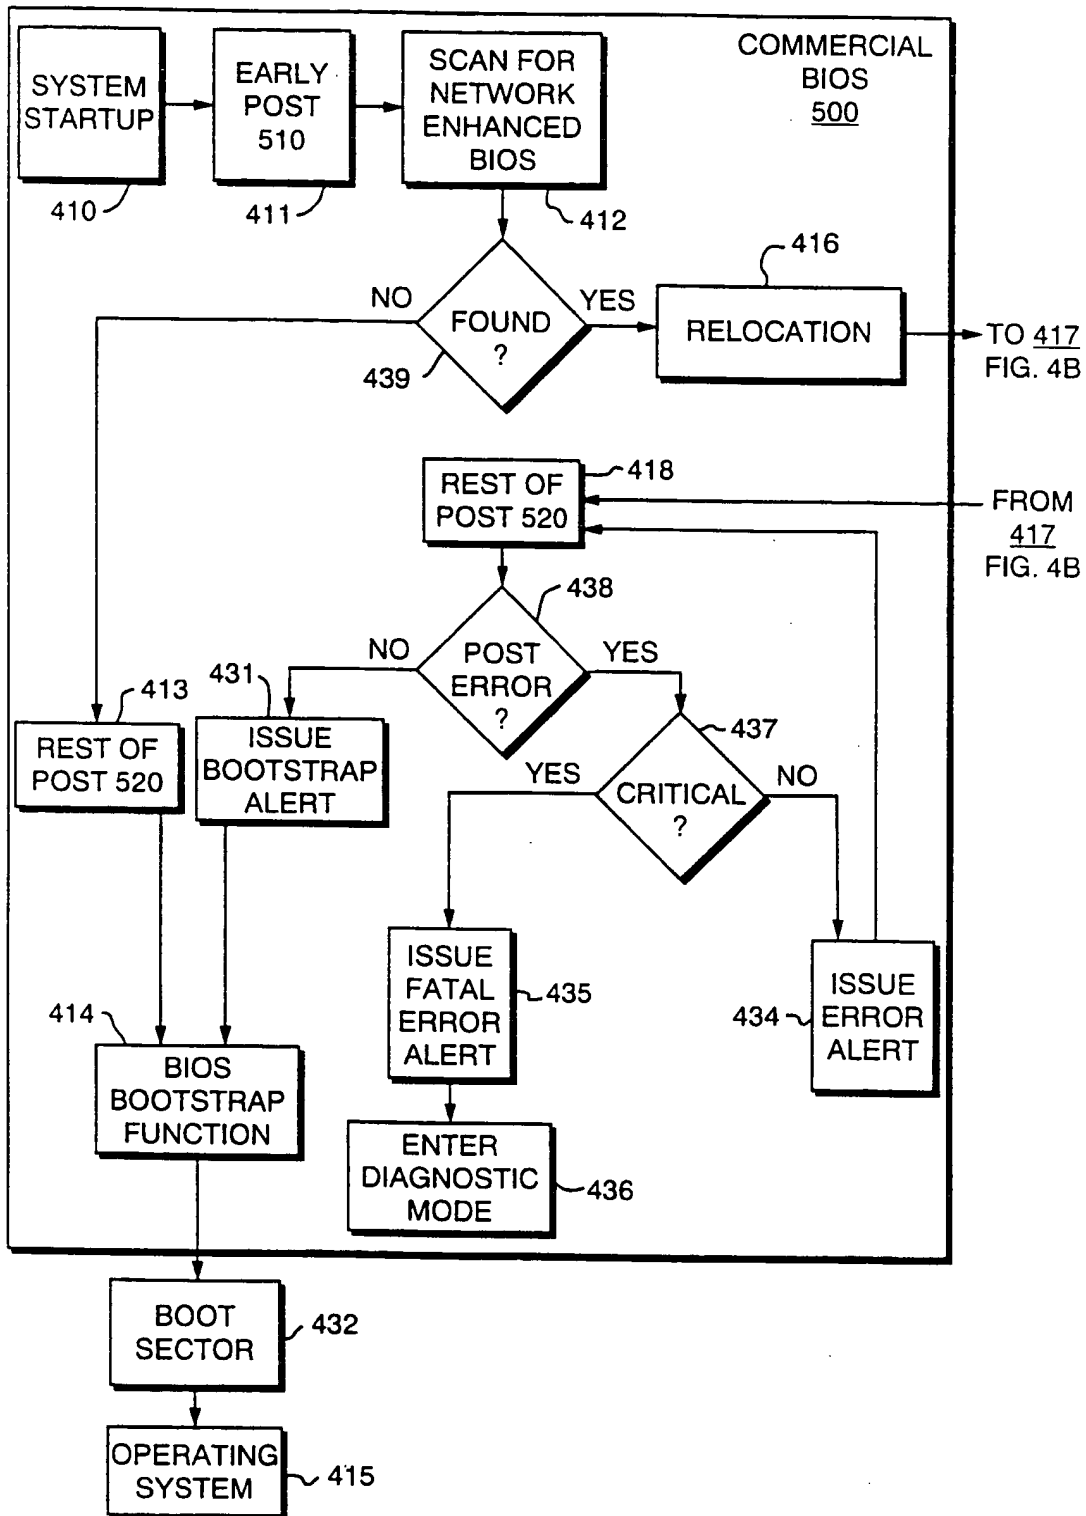 COMMERCIAL
BIOS
500
SYSTEM
STARTUP
410
EARLY
POST
510
411
SCAN FOR
NETWORK
ENHANCED
BIOS
412
FOUND
?
439
NO
YES
416
RELOCATION
TO 417
FIG. 4B
REST OF
POST 520
418
FROM
417
FIG. 4B
POST
ERROR
?
438
NO
YES
413
REST OF
POST 520
431
ISSUE
BOOTSTRAP
ALERT
437
CRITICAL
?
YES
NO
ISSUE
FATAL
ERROR
ALERT
435
434
ISSUE
ERROR
ALERT
414
BIOS
BOOTSTRAP
FUNCTION
ENTER
DIAGNOSTIC
MODE
436
BOOT
SECTOR
432
OPERATING
SYSTEM
415